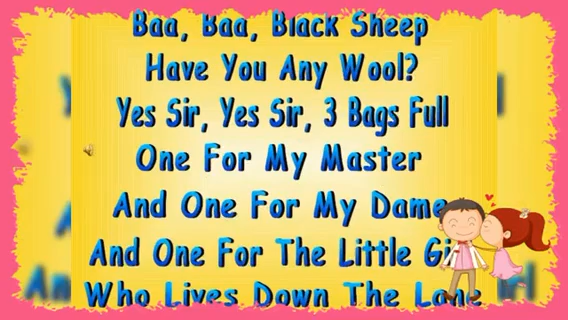 Baa, Baa, Black Sheep
Have You Any Wool?
Yes Sir, Yes Sir, 3 Bags Full
One For My Master
And One For My Dame
And One For The Little Gi
Who Lives Down The Lane